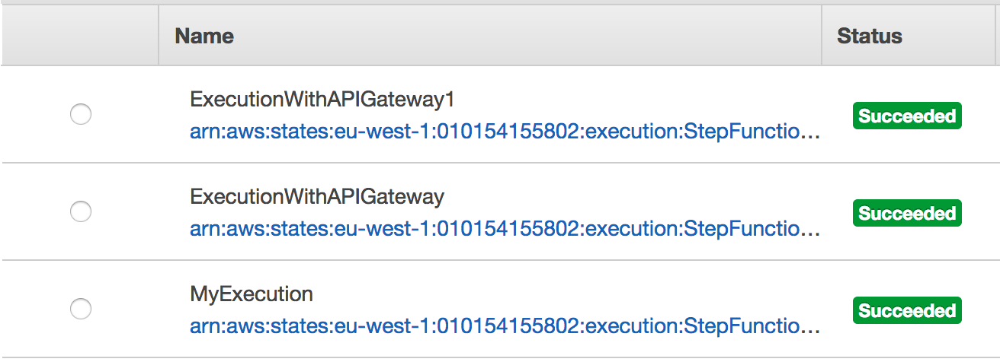 Name Status
ExecutionWithAPIGateway1
arn:aws:states:eu-west-1:010154155802:execution:StepFunctio...
Succeeded
ExecutionWithAPIGateway
arn:aws:states:eu-west-1:010154155802:execution:StepFunctio...
Succeeded
MyExecution
arn:aws:states:eu-west-1:010154155802:execution:StepFunctio...
Succeeded